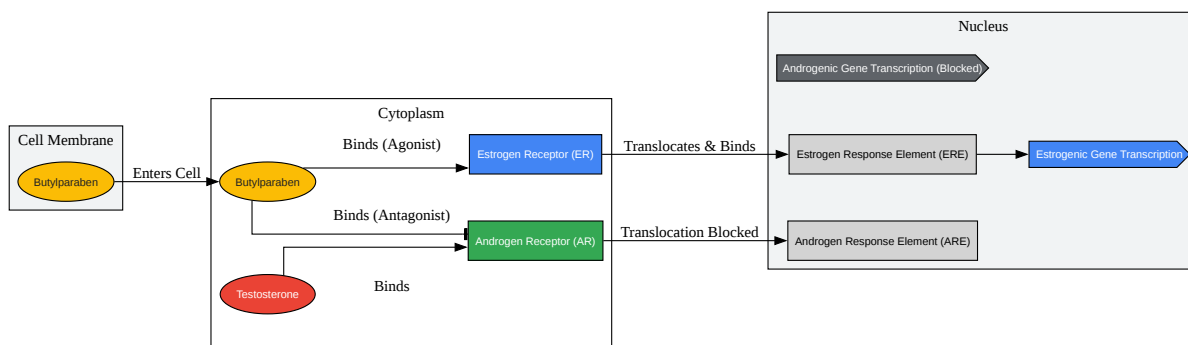 Nucleus
Androgenic Gene Transcription (Blocked)
Cytoplasm
Cell Membrane
Butylparaben
Enters Cell
Butylparaben
Binds (Agonist)
Estrogen Receptor (ER)
Translocates & Binds
Estrogen Response Element (ERE)
Estrogenic Gene Transcription
Binds (Antagonist)
Androgen Receptor (AR)
Translocation Blocked
Androgen Response Element (ARE)
Testosterone
Binds